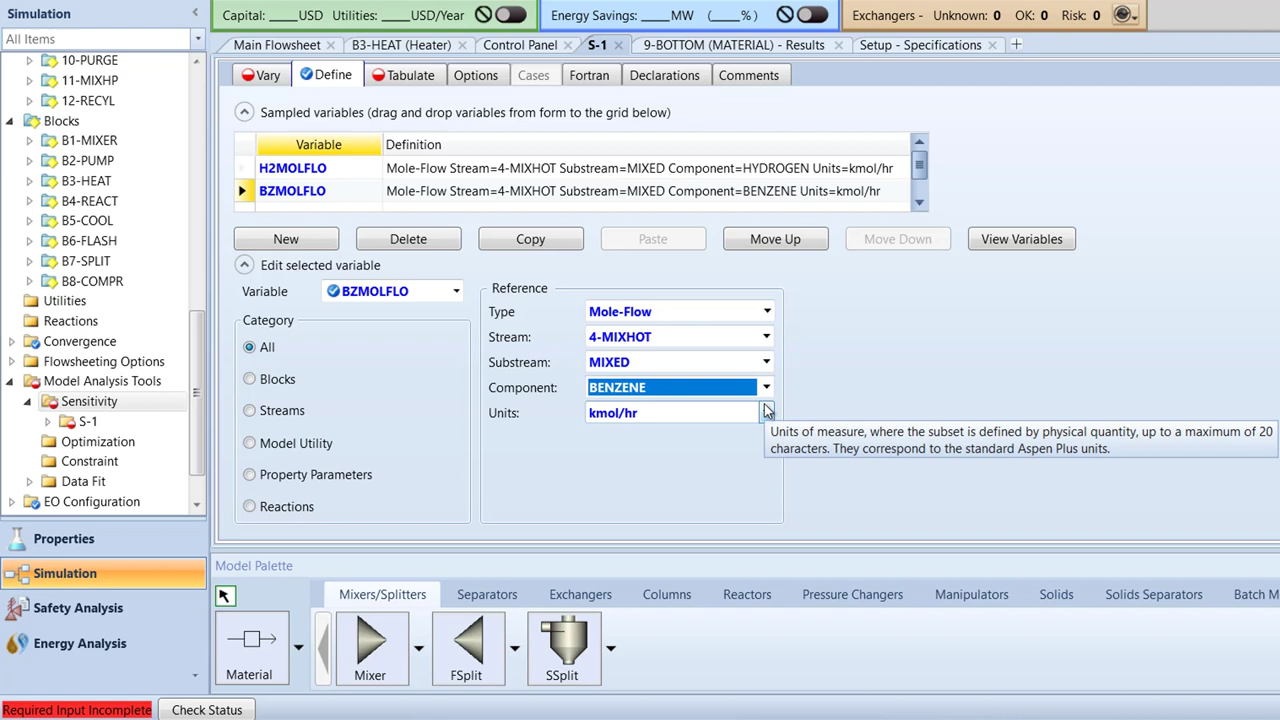 Simulation
All Items
10-PURGE
11-MIXHP
12-RECYL
Blocks
B1-MIXER
B2-PUMP
B3-HEAT
B4-REACT
B5-COOL
B6-FLASH
B7-SPLIT
B8-COMPR
Utilities
Reactions
Convergence
Flowsheeting Options
Model Analysis Tools
Sensitivity
S-1
Optimization
Constraint
Data Fit
EO Configuration
Properties
Simulation
Safety Analysis
Energy Analysis
Required Input Incomplete Check Status
Capital: ____USD Utilities: ____USD/Year
Energy Savings: ____MW (____%)
Exchangers - Unknown: 0 OK: 0 Risk: 0
Main Flowsheet B3-HEAT (Heater) Control Panel S-1 9-BOTTOM (MATERIAL) - Results Setup - Specifications
Vary Define Tabulate Options Cases Fortran Declarations Comments
Sampled variables (drag and drop variables from form to the grid below)
Variable Definition
H2MOLFLO Mole-Flow Stream=4-MIXHOT Substream=MIXED Component=HYDROGEN Units=kmol/hr
BZMOLFLO Mole-Flow Stream=4-MIXHOT Substream=MIXED Component=BENZENE Units=kmol/hr
New Delete Copy Paste Move Up Move Down View Variables
Edit selected variable
Variable BZMOLFLO
Category
All
Blocks
Streams
Model Utility
Property Parameters
Reactions
Reference
Type Mole-Flow
Stream: 4-MIXHOT
Substream: MIXED
Component: BENZENE
Units: kmol/hr
Units of measure, where the subset is defined by physical quantity, up to a maximum of 20
characters. They correspond to the standard Aspen Plus units.
Model Palette
Mixers/Splitters Separators Exchangers Columns Reactors Pressure Changers Manipulators Solids Solids Separators Batch M
Material Mixer FSplit SSplit